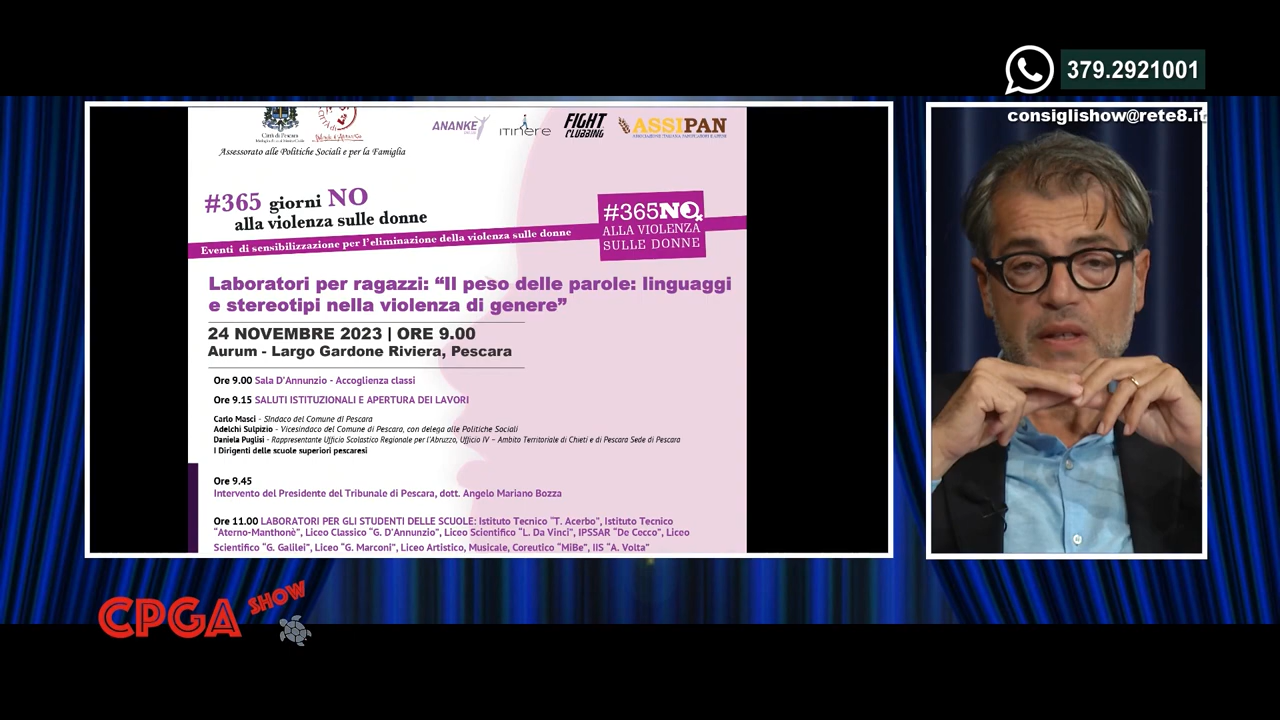 379.2921001
consiglishow@rete8.it
Città di Pescara
ANANKE
itinere
FIGHT
CLUBBING
ASSIPAN
Assessorato alle Politiche Sociali e per la Famiglia
#365 giorni NO
alla violenza sulle donne
#365NO
ALLA VIOLENZA
SULLE DONNE
Eventi di sensibilizzazione per l'eliminazione della violenza sulle donne
Laboratori per ragazzi: “Il peso delle parole: linguaggi
e stereotipi nella violenza di genere”
24 NOVEMBRE 2023 | ORE 9.00
Aurum - Largo Gardone Riviera, Pescara
Ore 9.00 Sala D'Annunzio - Accoglienza classi
Ore 9.15 SALUTI ISTITUZIONALI E APERTURA DEI LAVORI
Carlo Masci - Sindaco del Comune di Pescara
Adelchi Sulpizio - Vicesindaco del Comune di Pescara, con delega alle Politiche Sociali
Daniela Puglisi - Rappresentante Ufficio Scolastico Regionale per l'Abruzzo, Ufficio IV – Ambito Territoriale di Chieti e di Pescara Sede di Pescara
I Dirigenti delle scuole superiori pescaresi
Ore 9.45
Intervento del Presidente del Tribunale di Pescara, dott. Angelo Mariano Bozza
Ore 11.00 LABORATORI PER GLI STUDENTI DELLE SCUOLE: Istituto Tecnico “T. Acerbo”, Istituto Tecnico
“Aterno-Manthonè”, Liceo Classico “G. D'Annunzio”, Liceo Scientifico “L. Da Vinci”, IPSSAR “De Cecco”, Liceo
Scientifico “G. Galilei”, Liceo “G. Marconi”, Liceo Artistico, Musicale, Coreutico “MiBe”, IIS “A. Volta”
CPGA SHOW